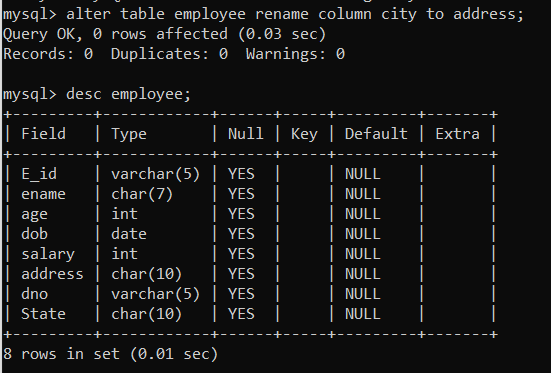 mysql> alter table employee rename column city to address;
Query OK, 0 rows affected (0.03 sec)
Records: 0  Duplicates: 0  Warnings: 0

mysql> desc employee;
+---------+------------+------+-----+---------+-------+
| Field   | Type       | Null | Key | Default | Extra |
+---------+------------+------+-----+---------+-------+
| E_id    | varchar(5) | YES  |     | NULL    |       |
| ename   | char(7)    | YES  |     | NULL    |       |
| age     | int        | YES  |     | NULL    |       |
| dob     | date       | YES  |     | NULL    |       |
| salary  | int        | YES  |     | NULL    |       |
| address | char(10)   | YES  |     | NULL    |       |
| dno     | varchar(5) | YES  |     | NULL    |       |
| State   | char(10)   | YES  |     | NULL    |       |
+---------+------------+------+-----+---------+-------+
8 rows in set (0.01 sec)